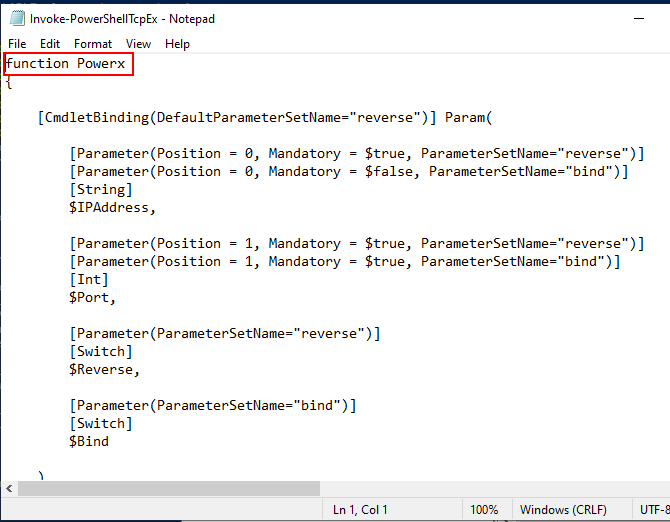 Invoke-PowerShellTcpEx - Notepad
File Edit Format View Help
function Powerx
{
[CmdletBinding(DefaultParameterSetName="reverse")] Param(
[Parameter(Position = 0, Mandatory = $true, ParameterSetName="reverse")]
[Parameter(Position = 0, Mandatory = $false, ParameterSetName="bind")]
[String]
$IPAddress,
[Parameter(Position = 1, Mandatory = $true, ParameterSetName="reverse")]
[Parameter(Position = 1, Mandatory = $true, ParameterSetName="bind")]
[Int]
$Port,
[Parameter(ParameterSetName="reverse")]
[Switch]
$Reverse,
[Parameter(ParameterSetName="bind")]
[Switch]
$Bind
)
Ln 1, Col 1 100% Windows (CRLF) UTF-8